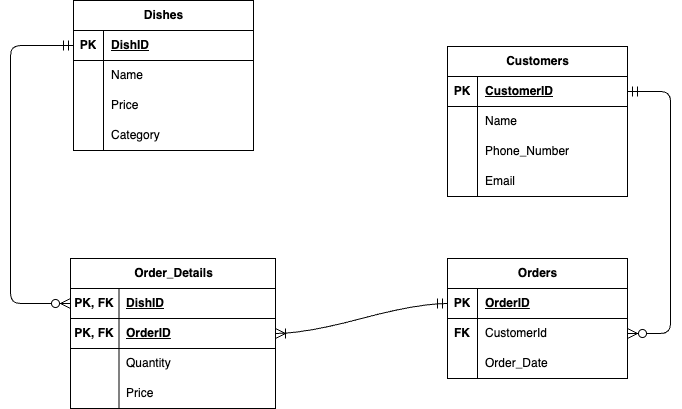 Dishes
PK DishID
Name
Price
Category
Customers
PK CustomerID
Name
Phone_Number
Email
Order_Details
PK, FK DishID
PK, FK OrderID
Quantity
Price
Orders
PK OrderID
FK CustomerId
Order_Date